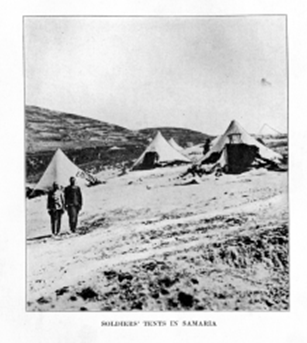 SOLDIERS' TENTS IN SAMARIA